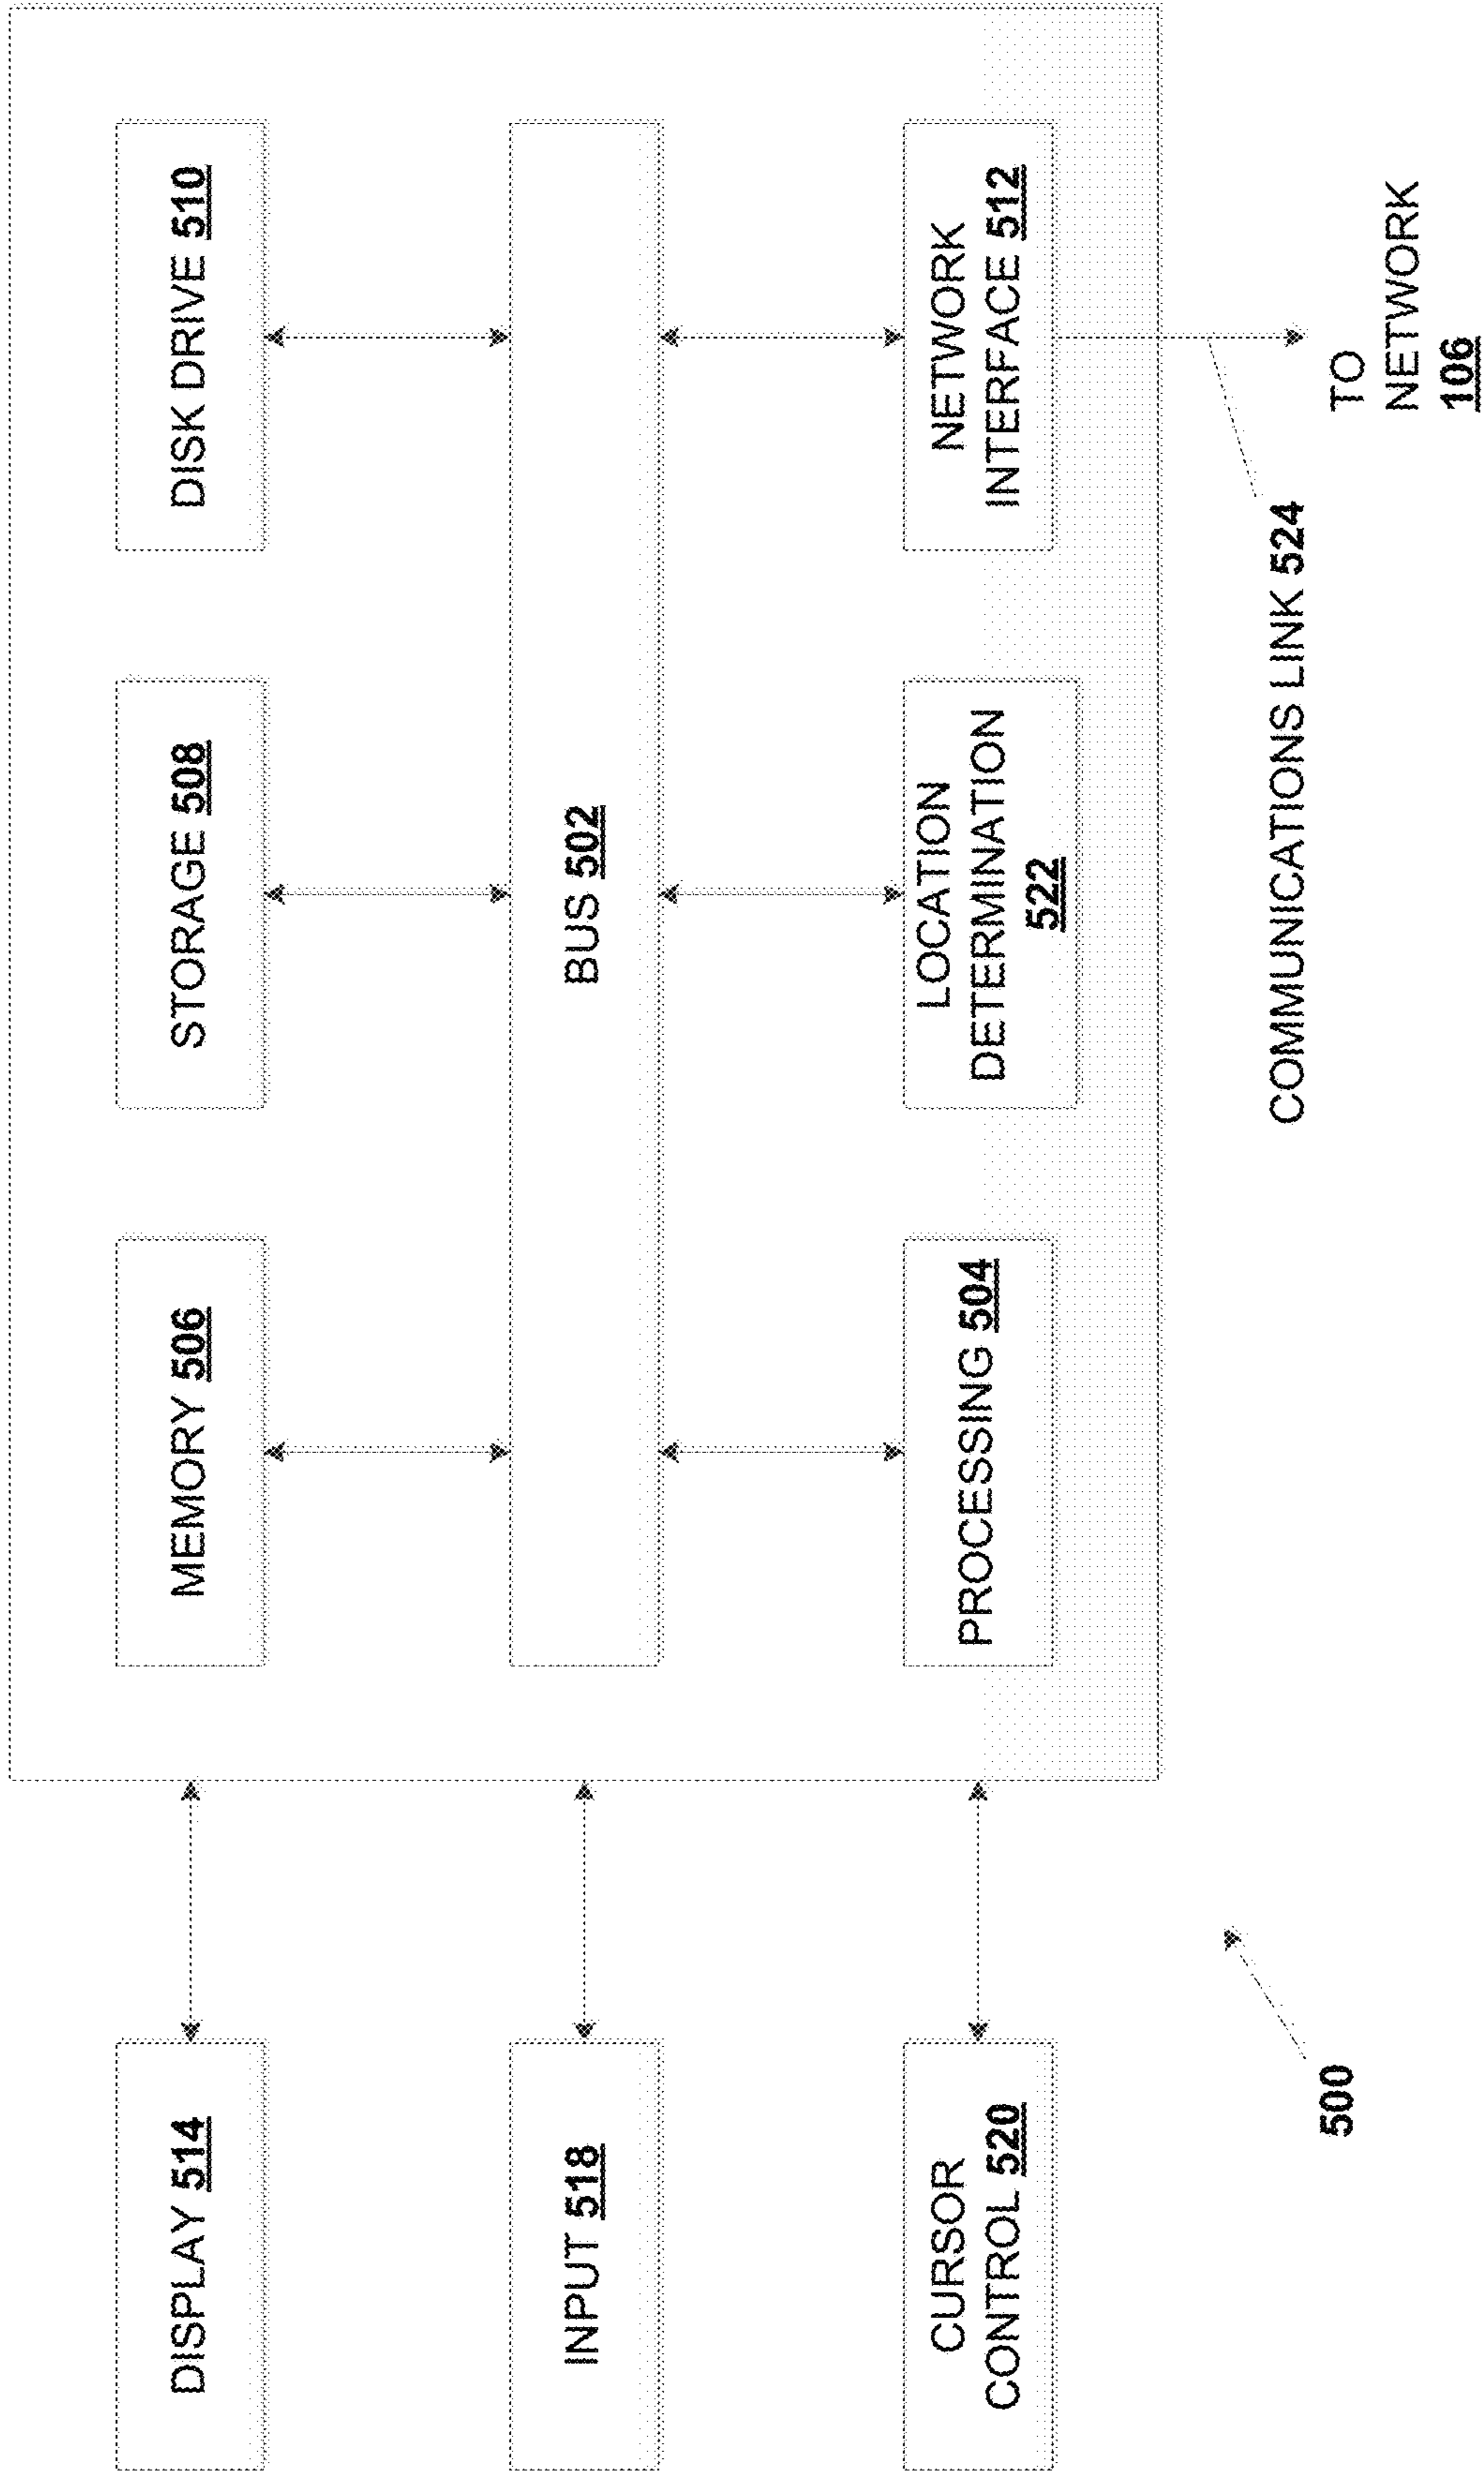 DISPLAY 514
INPUT 518
CURSOR
CONTROL 520
MEMORY 506
STORAGE 508
DISK DRIVE 510
BUS 502
PROCESSING 504
LOCATION
DETERMINATION
522
NETWORK
INTERFACE 512
COMMUNICATIONS LINK 524
TO
NETWORK
106
500